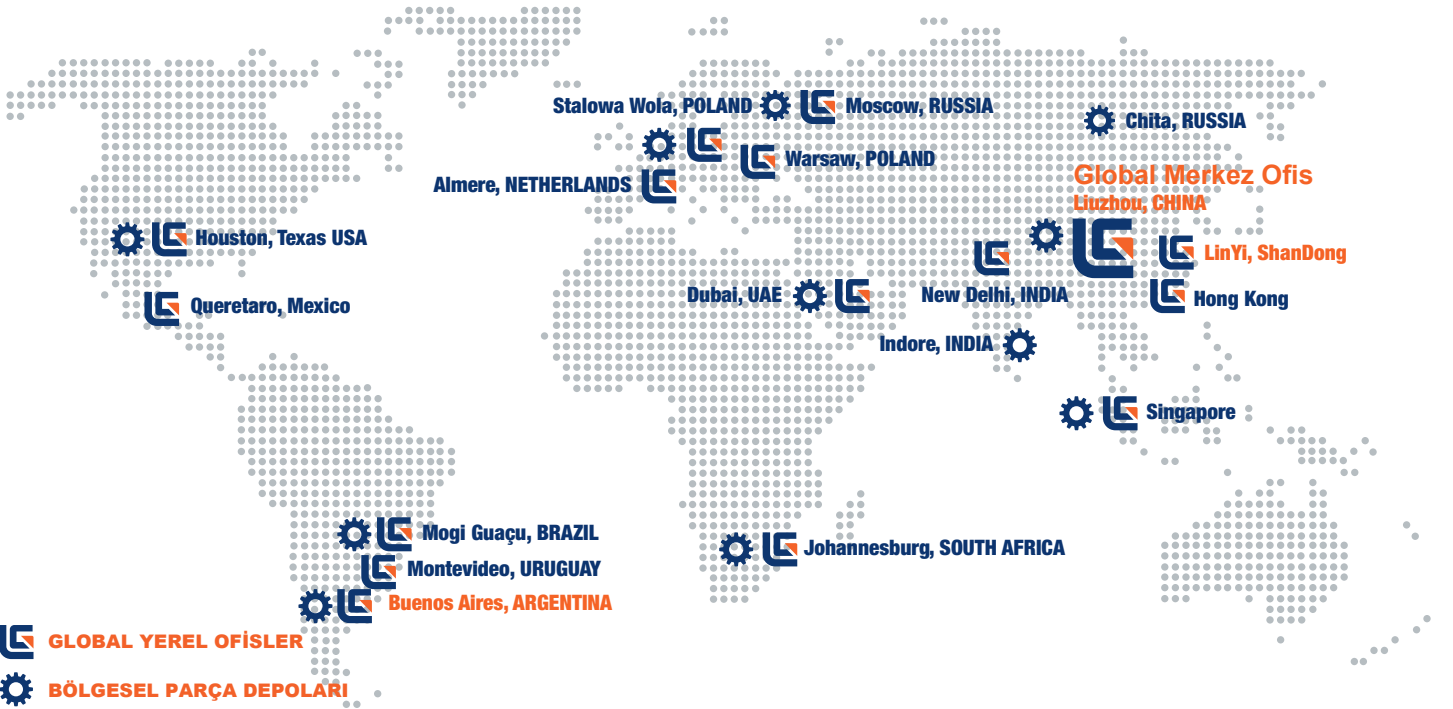 Stalowa Wola, POLAND
Moscow, RUSSIA
Chita, RUSSIA
Warsaw, POLAND
Almere, NETHERLANDS
Global Merkez Ofis
Liuzhou, CHINA
Houston, Texas USA
LinYi, ShanDong
Dubai, UAE
New Delhi, INDIA
Hong Kong
Queretaro, Mexico
Indore, INDIA
Singapore
Mogi Guaçu, BRAZIL
Johannesburg, SOUTH AFRICA
Montevideo, URUGUAY
Buenos Aires, ARGENTINA
GLOBAL YEREL OFİSLER
BÖLGESEL PARÇA DEPOLARI